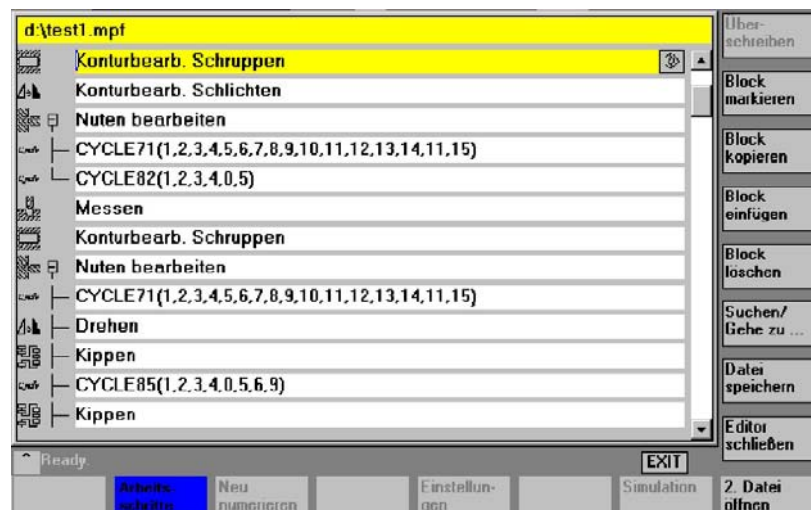 d:\test1.mpf
Konturbearb. Schruppen
Konturbearb. Schlichten
Nuten bearbeiten
CYCLE71(1,2,3,4,5,6,7,8,9,10,11,12,13,14,11,15)
CYCLE82(1,2,3,4,0,5)
Messen
Konturbearb. Schruppen
Nuten bearbeiten
CYCLE71(1,2,3,4,5,6,7,8,9,10,11,12,13,14,11,15)
Drehen
Kippen
CYCLE85(1,2,3,4,0,5,6,9)
Kippen
Über-
schreiben
Block
markieren
Block
kopieren
Block
einfügen
Block
löschen
Suchen/
Gehe zu ...
Datei
speichern
Editor
schließen
Ready.
EXIT
Arbeits-
schritte
Neu
numerieren
Einstellun-
gen
Simulation
2. Datei
öffnen